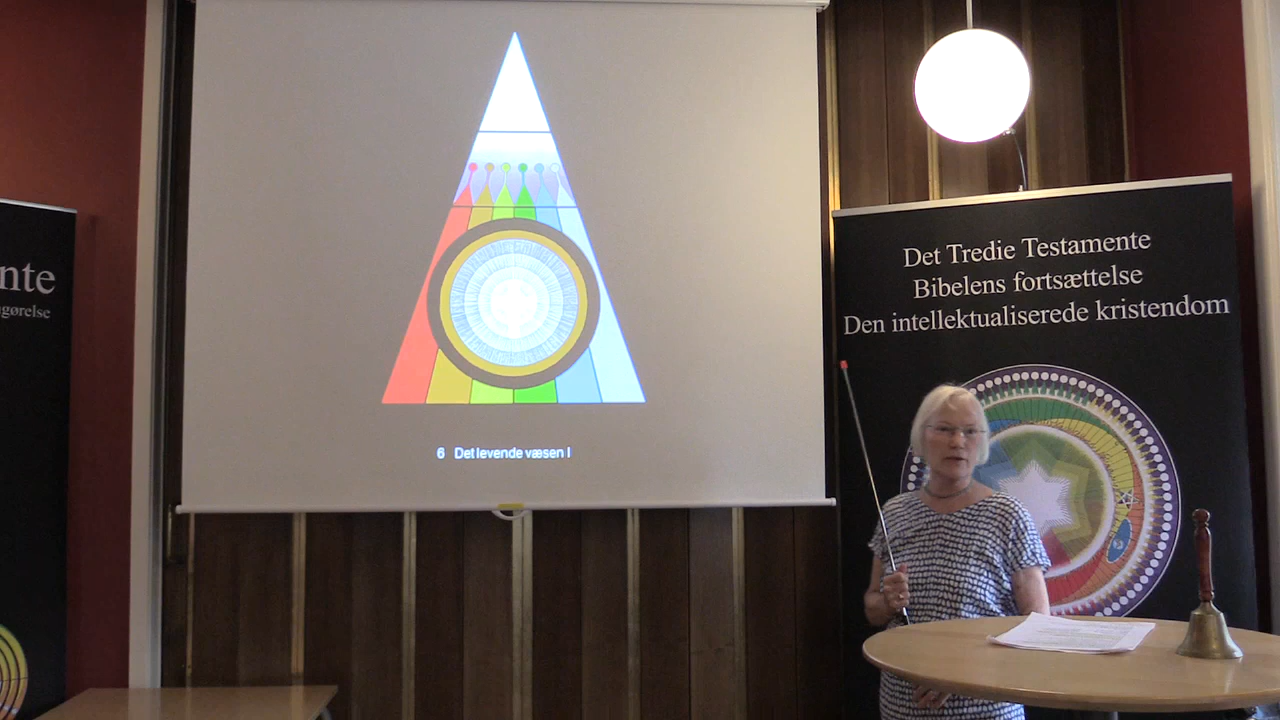 6 Det levende væsen I
Det Tredie Testamente
Bibelens fortsættelse
Den intellektualiserede kristendom
nte
gørelse